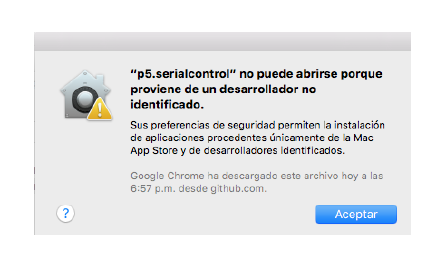 “p5.serialcontrol” no puede abrirse porque
proviene de un desarrollador no
identificado.
Sus preferencias de seguridad permiten la instalación
de aplicaciones procedentes únicamente de la Mac
App Store y de desarrolladores identificados.
Google Chrome ha descargado este archivo hoy a las
6:57 p.m. desde github.com.
?
Aceptar